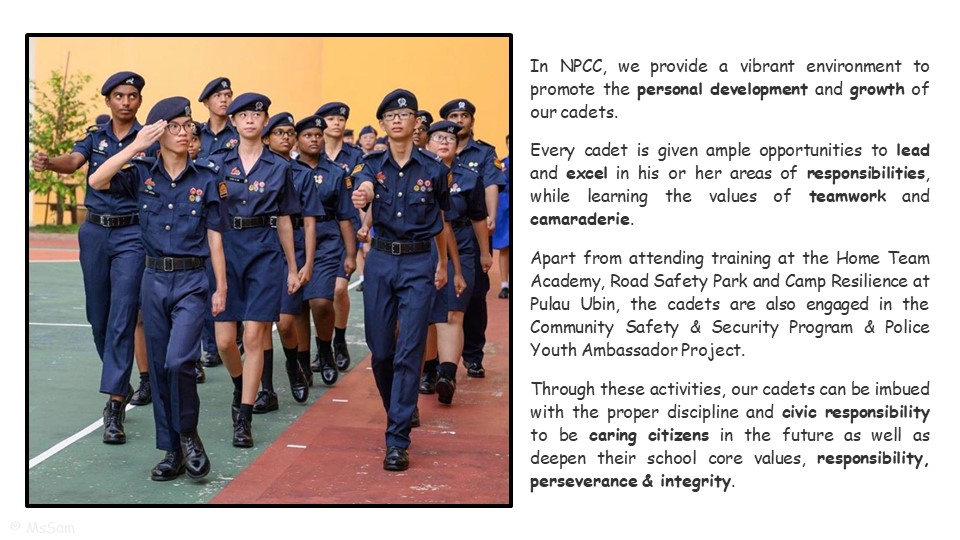 In NPCC, we provide a vibrant environment to
promote the personal development and growth of
our cadets.
Every cadet is given ample opportunities to lead
and excel in his or her areas of responsibilities,
while learning the values of teamwork and
camaraderie.
Apart from attending training at the Home Team
Academy, Road Safety Park and Camp Resilience at
Pulau Ubin, the cadets are also engaged in the
Community Safety & Security Program & Police
Youth Ambassador Project.
Through these activities, our cadets can be imbued
with the proper discipline and civic responsibility
to be caring citizens in the future as well as
deepen their school core values, responsibility,
perseverance & integrity.
© MsSam